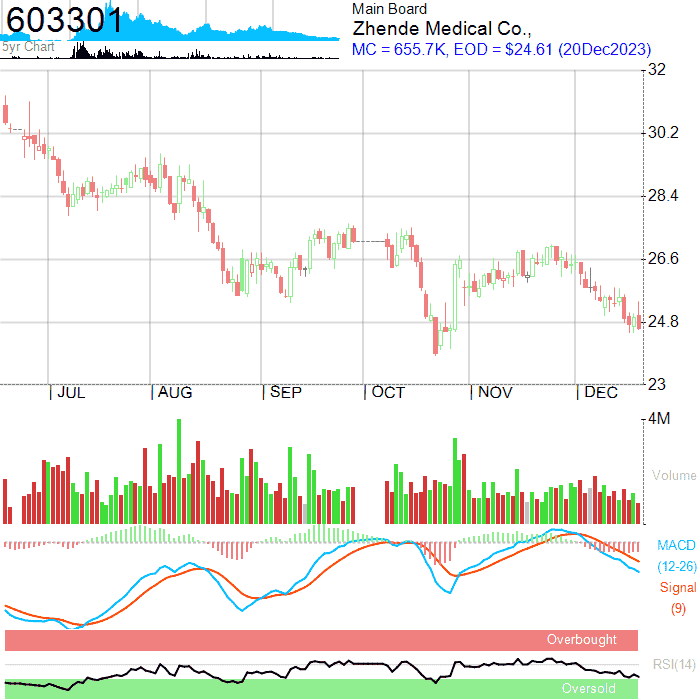 603301
5yr Chart
Main Board
Zhende Medical Co.,
MC = 655.7K, EOD = $24.61 (20Dec2023)
32
30.2
28.4
26.6
24.8
23
JUL AUG SEP OCT NOV DEC
4M
Volume
MACD
(12-26)
Signal
(9)
Overbought
RSI(14)
Oversold